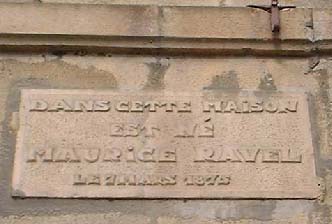 DANS CETTE MAISON
EST NÉ
MAURICE RAVEL
LE 7 MARS 1875